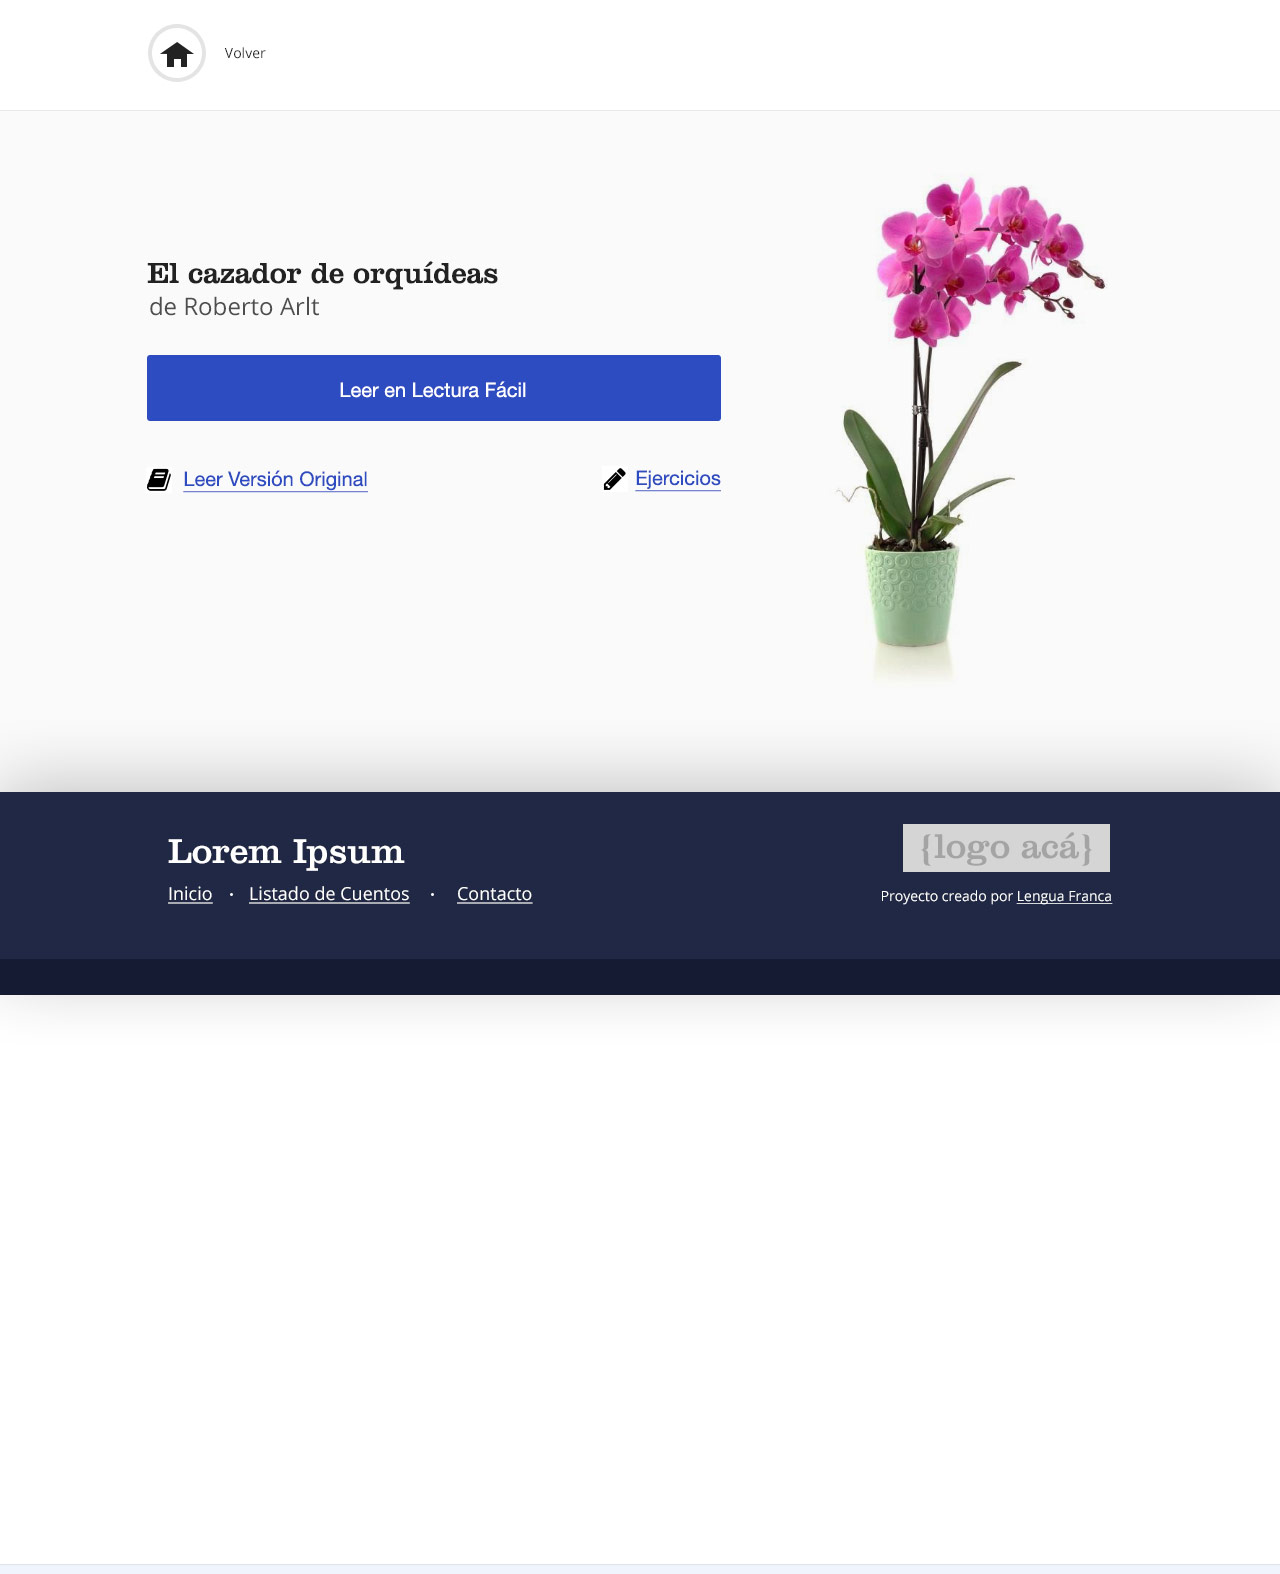 Volver
El cazador de orquídeas
de Roberto Arlt
Leer en Lectura Fácil
Leer Versión Original
Ejercicios
Lorem Ipsum
Inicio · Listado de Cuentos · Contacto
{logo acá}
Proyecto creado por Lengua Franca